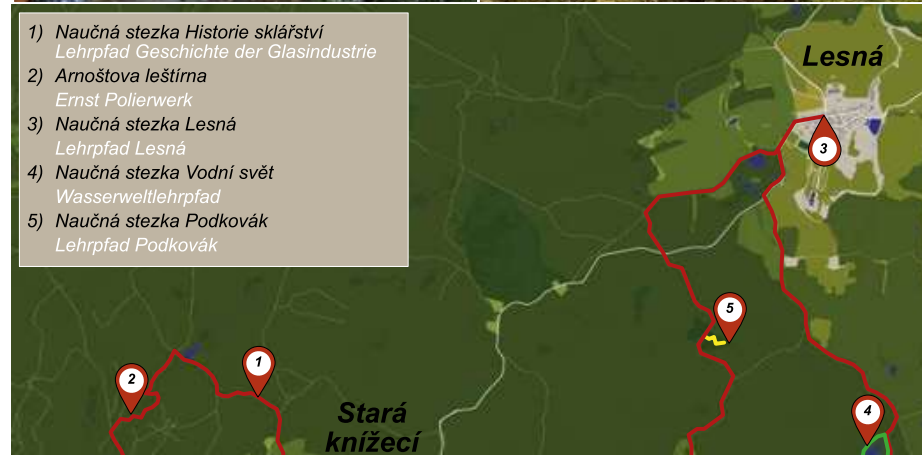 1) Naučná stezka Historie sklářství
Lehrpfad Geschichte der Glasindustrie
2) Arnoštova leštírna
Ernst Polierwerk
3) Naučná stezka Lesná
Lehrpfad Lesná
4) Naučná stezka Vodní svět
Wasserweltlehrpfad
5) Naučná stezka Podkovák
Lehrpfad Podkovák
Lesná
3
5
1
2
4
Stará
knížecí